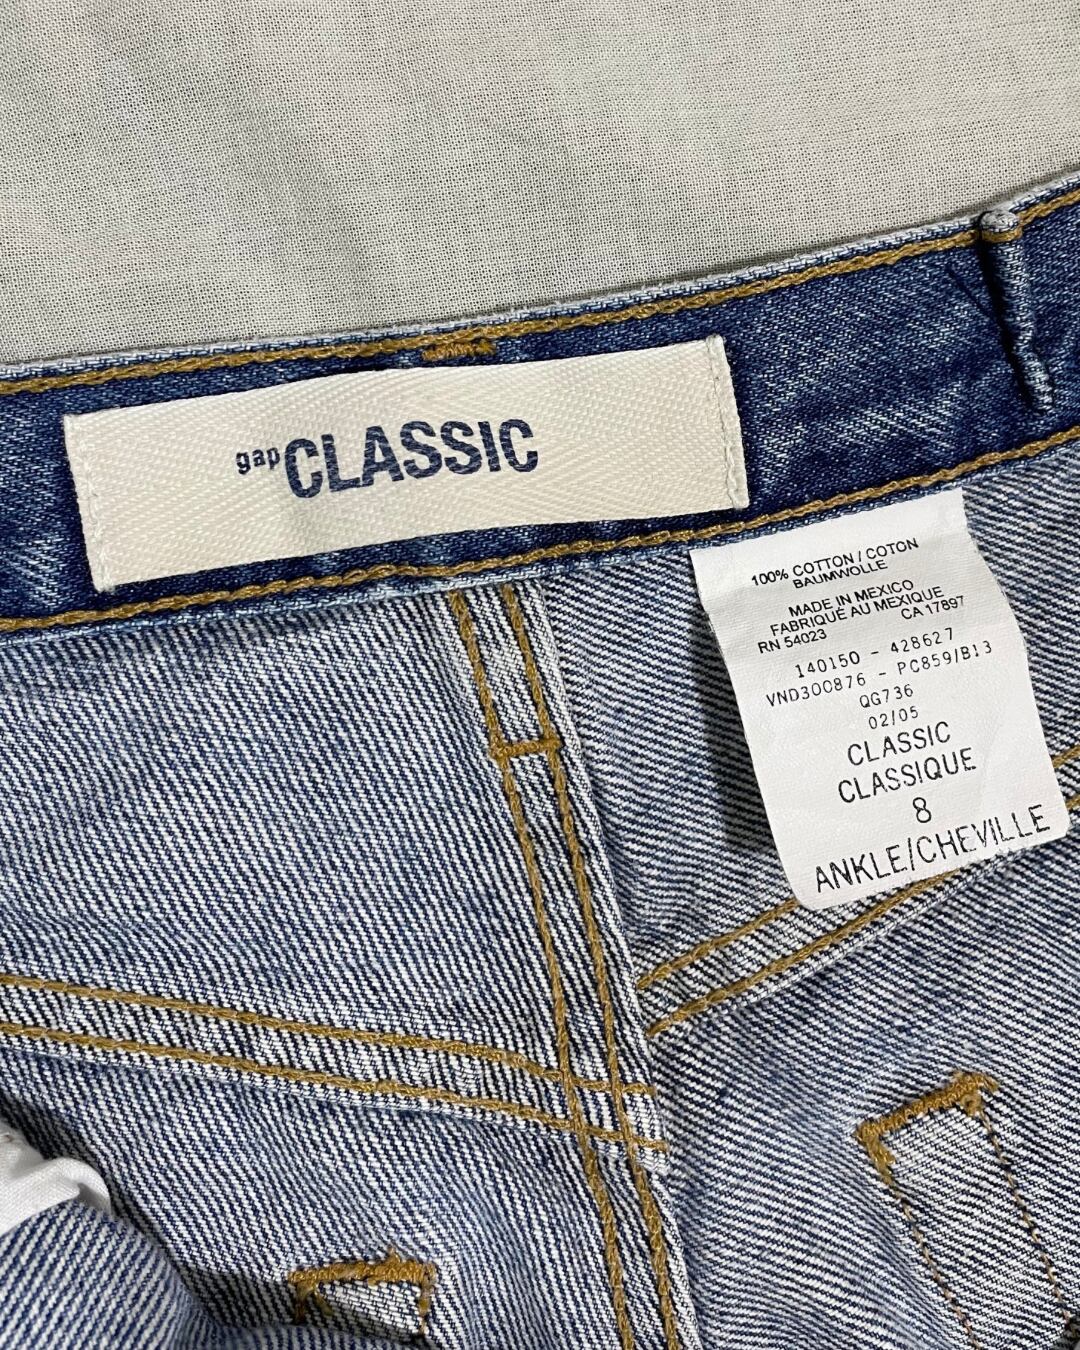 gap CLASSIC
100% COTTON / COTON
BAUMWOLLE
MADE IN MEXICO
FABRIQUÉ AU MEXIQUE
RN 54023 CA 17897
140150 - 428627
VND300876 - PC859/B13
QG736
02/05
CLASSIC
CLASSIQUE
8
ANKLE/CHEVILLE